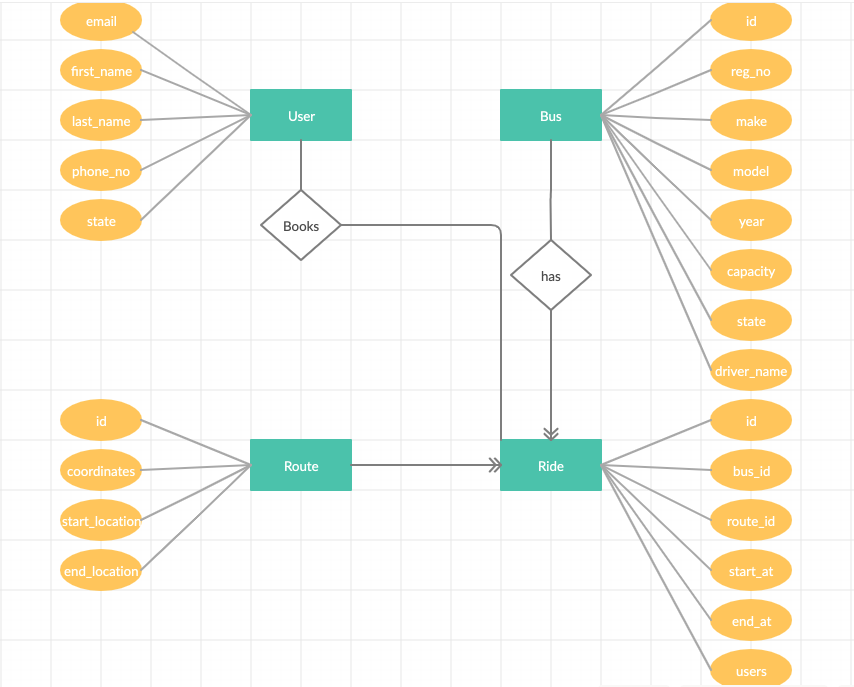 email
first_name
last_name
phone_no
state
User
Books
Bus
has
id
reg_no
make
model
year
capacity
state
driver_name
id
coordinates
start_location
end_location
Route
Ride
id
bus_id
route_id
start_at
end_at
users